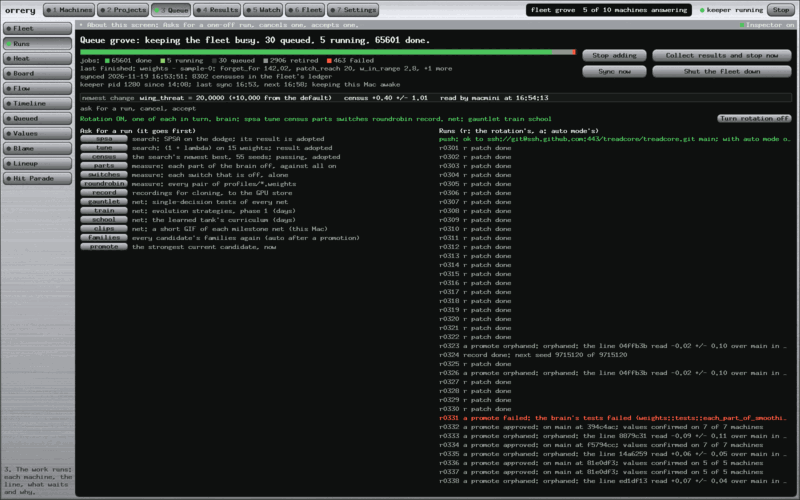 orrery
1 Machines
2 Projects
3 Queue
4 Results
5 Watch
6 Fleet
7 Settings
fleet grove 5 of 10 machines answering
keeper running
Stop
About this screen: Asks for a one-off run, cancels one, accepts one.
Inspector on
Fleet
Runs
Heat
Board
Flow
Timeline
Queued
Values
Blame
Lineup
Hit Parade
3. The work runs: each machine, the line, what waits and why.
Queue grove: keeping the fleet busy. 30 queued, 5 running, 65601 done.
jobs: 65601 done 5 running 30 queued 2906 retired 463 failed
last finished: weights - sample-0: forget_for 142.02, patch_reach 20, w_in_range 2.8, +1 more
synced 2026-11-19 16:53:51: 8302 censuses in the fleet's ledger
keeper pid 1280 since 14:08: last sync 16:53, next 16:58: keeping this Mac awake
Stop adding
Collect results and stop now
Sync now
Shut the fleet down
newest change wing_threat = 20.0000 (+10.000 from the default) census +0.40 +/- 1.01 read by macmini at 16:54:13
ask for a run, cancel, accept
Rotation ON, one of each in turn, brain: spsa tune census parts switches roundrobin record, net: gauntlet train school
Turn rotation off
Ask for a run (it goes first)
spsa search: SPSA on the dodge: its result is adopted
tune search: (1 + lambda) on 15 weights: result adopted
census the search's newest best, 55 seeds: passing, adopted
parts measure: each part of the brain off, against all on
switches measure: each switch that is off, alone
roundrobin measure: every pair of profiles/*.weights
record recordings for cloning, to the GPU store
gauntlet net: single-decision tests of every net
train net: evolution strategies, phase 1 (days)
school net: the learned tank's curriculum (days)
clips net: a short GIF of each milestone net (this Mac)
families every candidate's families again (auto after a promotion)
promote the strongest current candidate, now
Runs (r: the rotation's, a: auto mode's)
push: ok to ssh://git@ssh.github.com:443/treadcore/treadcore.git main: with auto mode o…
r0301 r patch done
r0302 r patch done
r0303 r patch done
r0304 r patch done
r0305 r patch done
r0306 r patch done
r0307 r patch done
r0308 r patch done
r0309 r patch done
r0310 r patch done
r0311 r patch done
r0312 r patch done
r0313 r patch done
r0314 r patch done
r0315 r patch done
r0316 r patch done
r0317 r patch done
r0318 r patch done
r0319 r patch done
r0320 r patch done
r0321 r patch done
r0322 r patch done
r0323 a promote orphaned: orphaned: the line 04ffb3b read -0.02 +/- 0.10 over main in …
r0324 record done: next seed 9715120 of 9715120
r0325 r patch done
r0326 a promote orphaned: orphaned: the line 04ffb3b read -0.02 +/- 0.10 over main in …
r0327 r patch done
r0328 r patch done
r0329 r patch done
r0330 r patch done
r0331 a promote failed: the brain's tests failed (weights::tests::each_part_of_smoothi…
r0332 a promote approved: on main at 394c4ac: values confirmed on 7 of 7 machines
r0333 a promote orphaned: orphaned: the line 8079c31 read -0.09 +/- 0.11 over main in …
r0334 a promote approved: on main at f5794cc: values confirmed on 7 of 7 machines
r0335 a promote orphaned: orphaned: the line 14a6259 read +0.06 +/- 0.05 over main in …
r0336 a promote approved: on main at 81e0df3: values confirmed on 5 of 5 machines
r0337 a promote approved: on main at 81e0df3: values confirmed on 5 of 5 machines
r0338 a promote orphaned: orphaned: the line ed1df13 read +0.07 +/- 0.04 over main in …